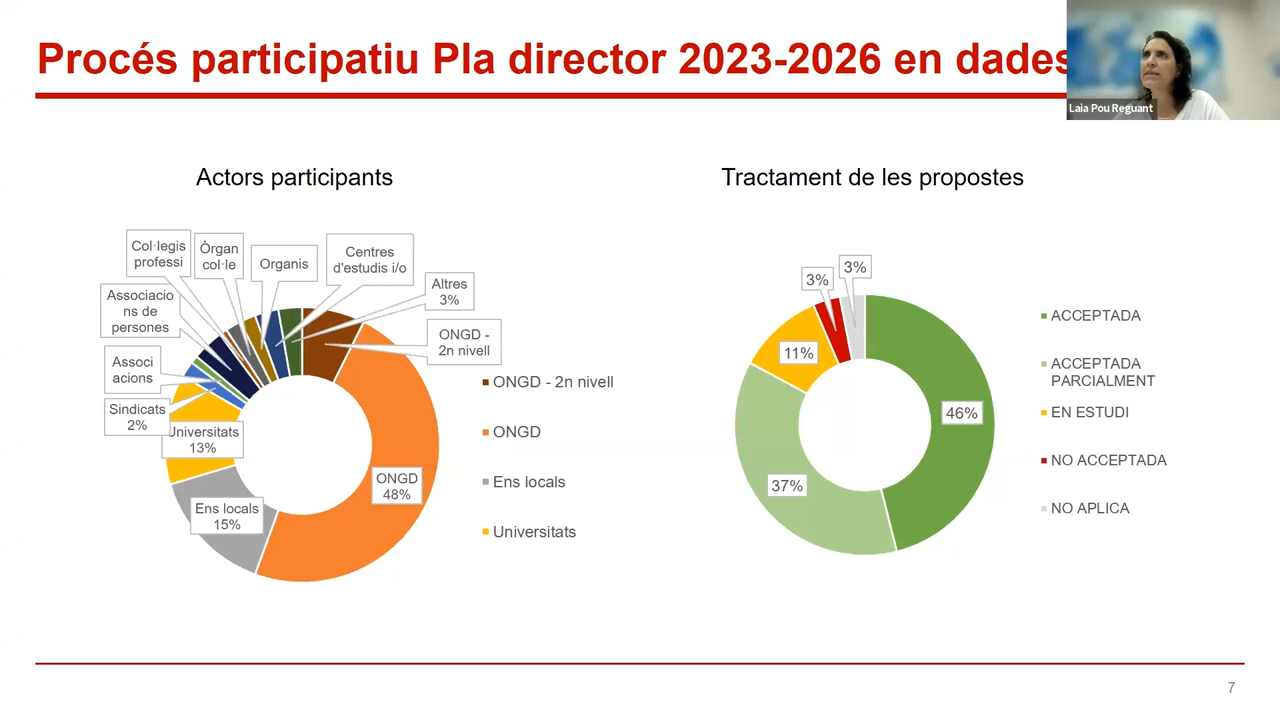 Procés participatiu Pla director 2023-2026 en dades
Laia Pou Reguant
Actors participants
Tractament de les propostes
Col·legis
professi
Òrgan
col·le
Organis
Centres
d'estudis i/o
Altres
3%
Associacio
ns de
persones
ONGD -
2n nivell
Associ
acions
Sindicats
2%
Universitats
13%
Ens locals
15%
ONGD
48%
ONGD - 2n nivell
ONGD
Ens locals
Universitats
3%
3%
11%
46%
37%
ACCEPTADA
ACCEPTADA
PARCIALMENT
EN ESTUDI
NO ACCEPTADA
NO APLICA
7